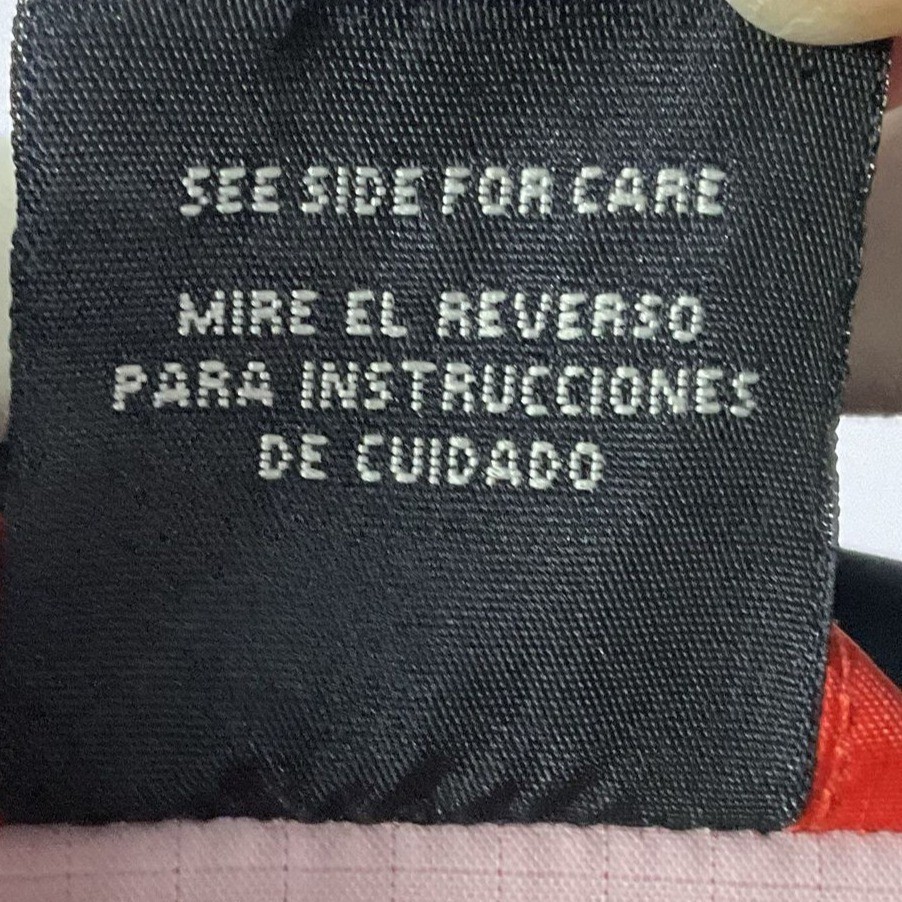 SEE SIDE FOR CARE
MIRE EL REVERSO
PARA INSTRUCCIONES
DE CUIDADO